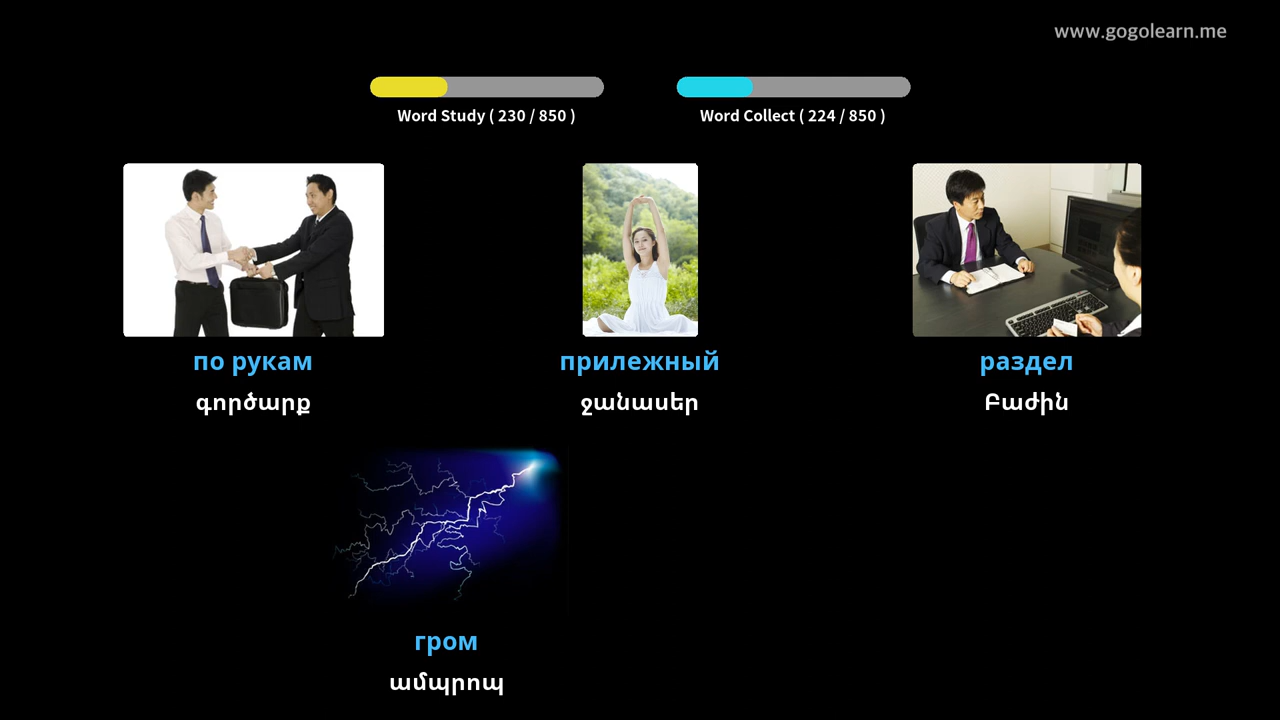 www.gogolearn.me
Word Study ( 230 / 850 )
Word Collect ( 224 / 850 )
по рукам
прилежный
раздел
գործարք
ջանասեր
Բաժին
гром
ամպրոպ